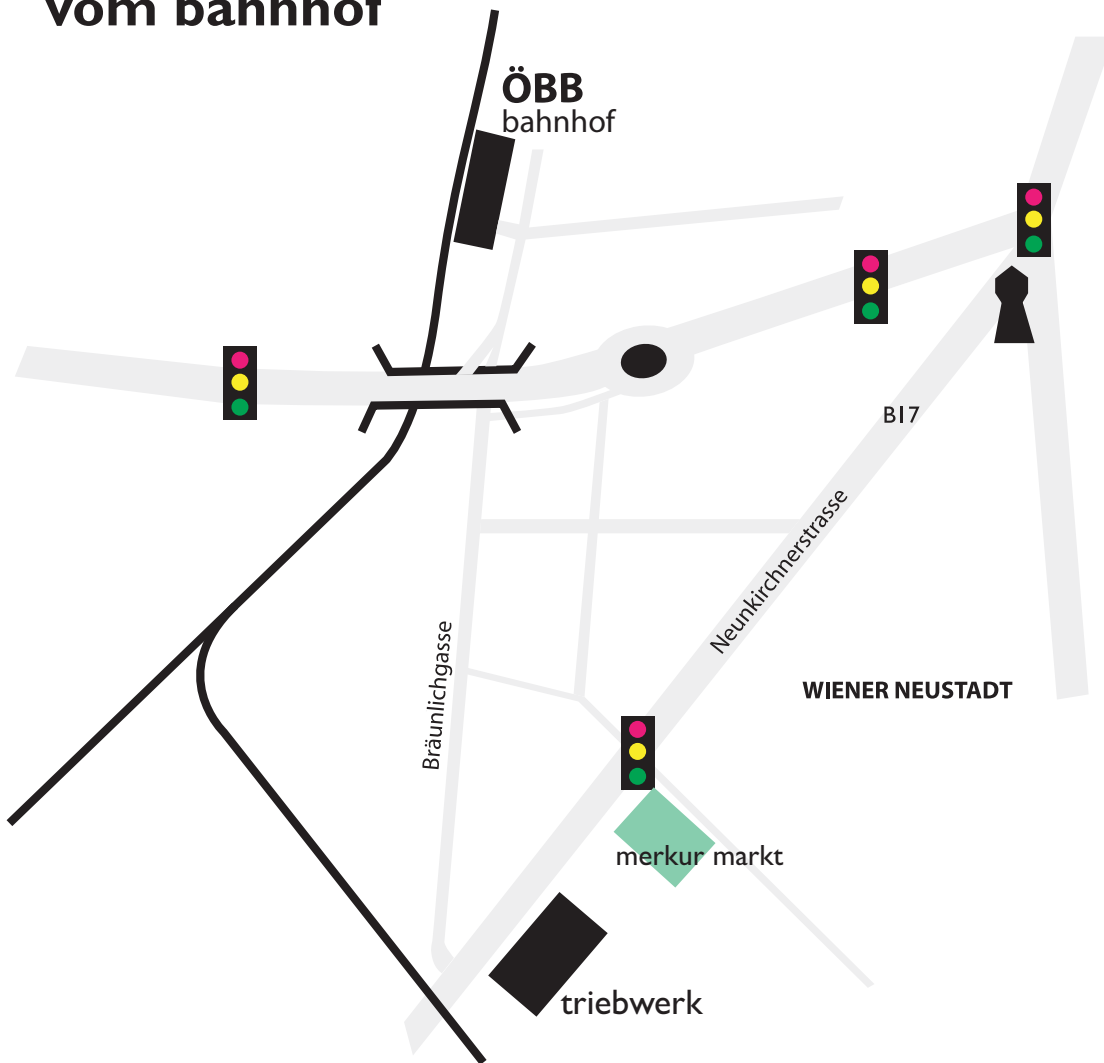 vom bahnhof
ÖBB
bahnhof
B17
Neunkirchnerstrasse
Bräunlichgasse
WIENER NEUSTADT
merkur markt
triebwerk